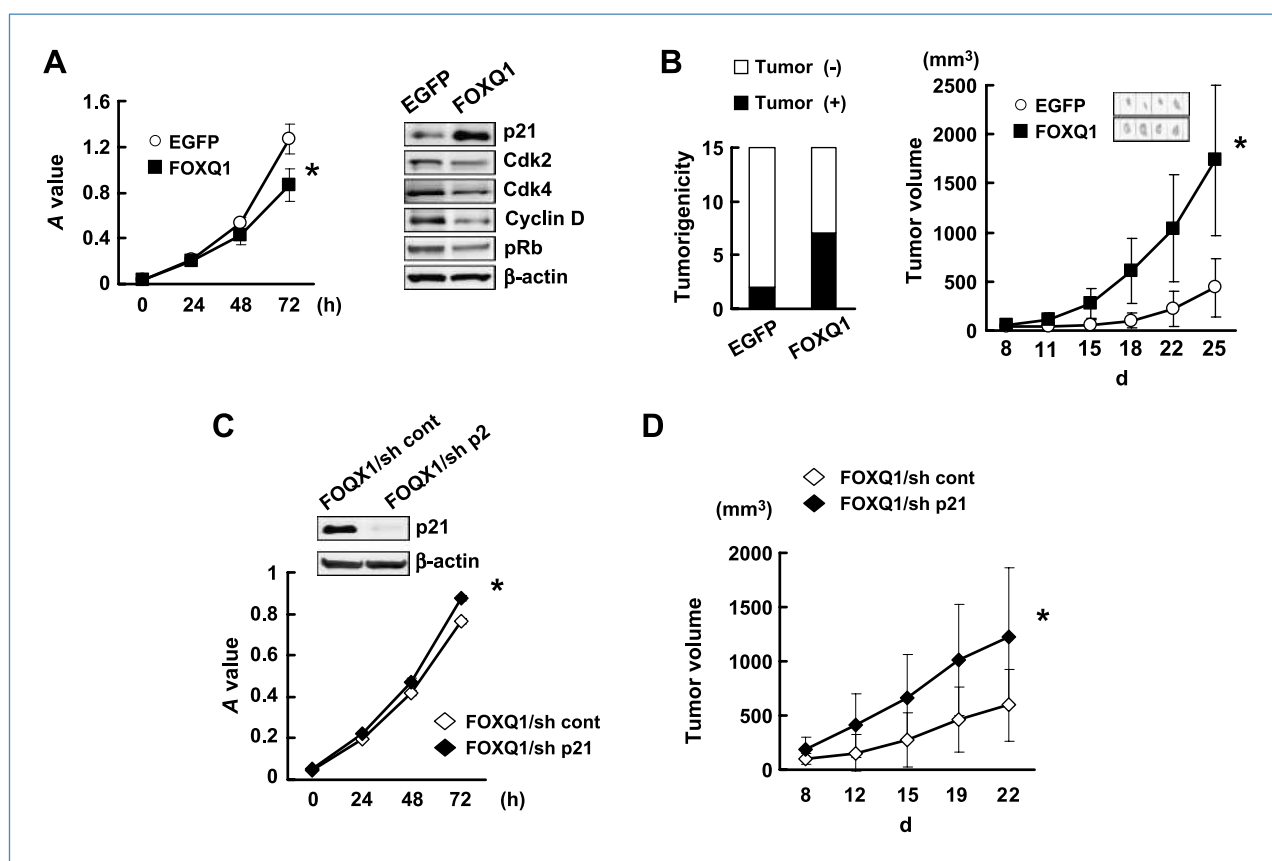 A
1.6
1.2
0.8
0.4
0
A value
EGFP
FOXQ1
*
0 24 48 72 (h)
EGFP FOXQ1
p21
Cdk2
Cdk4
Cyclin D
pRb
β-actin
B
Tumor (-)
Tumor (+)
15
10
5
0
Tumorigenicity
EGFP FOXQ1
(mm³)
2500
2000
1500
1000
500
0
Tumor volume
EGFP
FOXQ1
*
8 11 15 18 22 25
d
C
FOQX1/sh cont
FOQX1/sh p2
p21
β-actin
1
0.8
0.6
0.4
0.2
0
A value
*
FOXQ1/sh cont
FOXQ1/sh p21
0 24 48 72 (h)
D
FOXQ1/sh cont
FOXQ1/sh p21
(mm³)
2000
1500
1000
500
0
Tumor volume
*
8 12 15 19 22
d